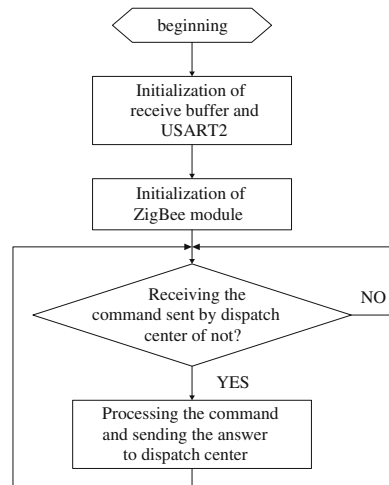 beginning
Initialization of
receive buffer and
USART2
Initialization of
ZigBee module
Receiving the
command sent by dispatch
center of not?
NO
YES
Processing the command
and sending the answer
to dispatch center